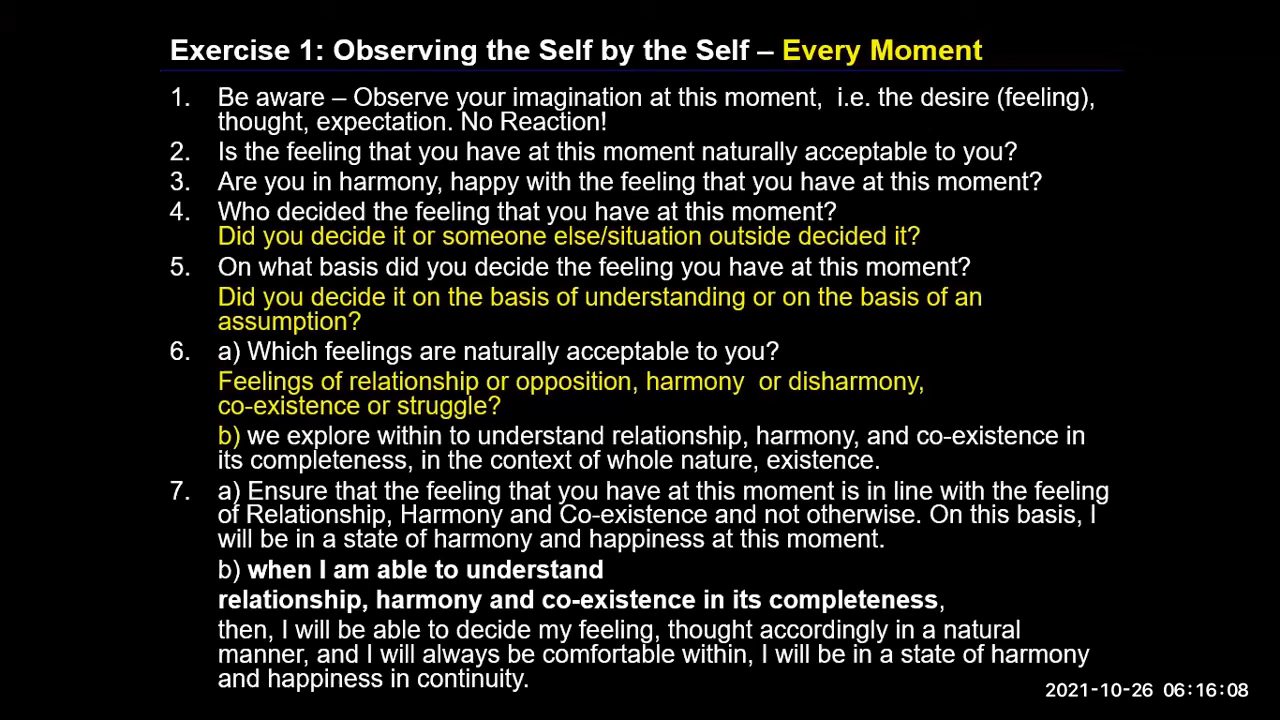 Exercise 1: Observing the Self by the Self – Every Moment
1. Be aware – Observe your imagination at this moment, i.e. the desire (feeling),
thought, expectation. No Reaction!
2. Is the feeling that you have at this moment naturally acceptable to you?
3. Are you in harmony, happy with the feeling that you have at this moment?
4. Who decided the feeling that you have at this moment?
Did you decide it or someone else/situation outside decided it?
5. On what basis did you decide the feeling you have at this moment?
Did you decide it on the basis of understanding or on the basis of an
assumption?
6. a) Which feelings are naturally acceptable to you?
Feelings of relationship or opposition, harmony or disharmony,
co-existence or struggle?
b) we explore within to understand relationship, harmony, and co-existence in
its completeness, in the context of whole nature, existence.
7. a) Ensure that the feeling that you have at this moment is in line with the feeling
of Relationship, Harmony and Co-existence and not otherwise. On this basis, I
will be in a state of harmony and happiness at this moment.
b) when I am able to understand
relationship, harmony and co-existence in its completeness,
then, I will be able to decide my feeling, thought accordingly in a natural
manner, and I will always be comfortable within, I will be in a state of harmony
and happiness in continuity.
2021-10-26 06:16:08